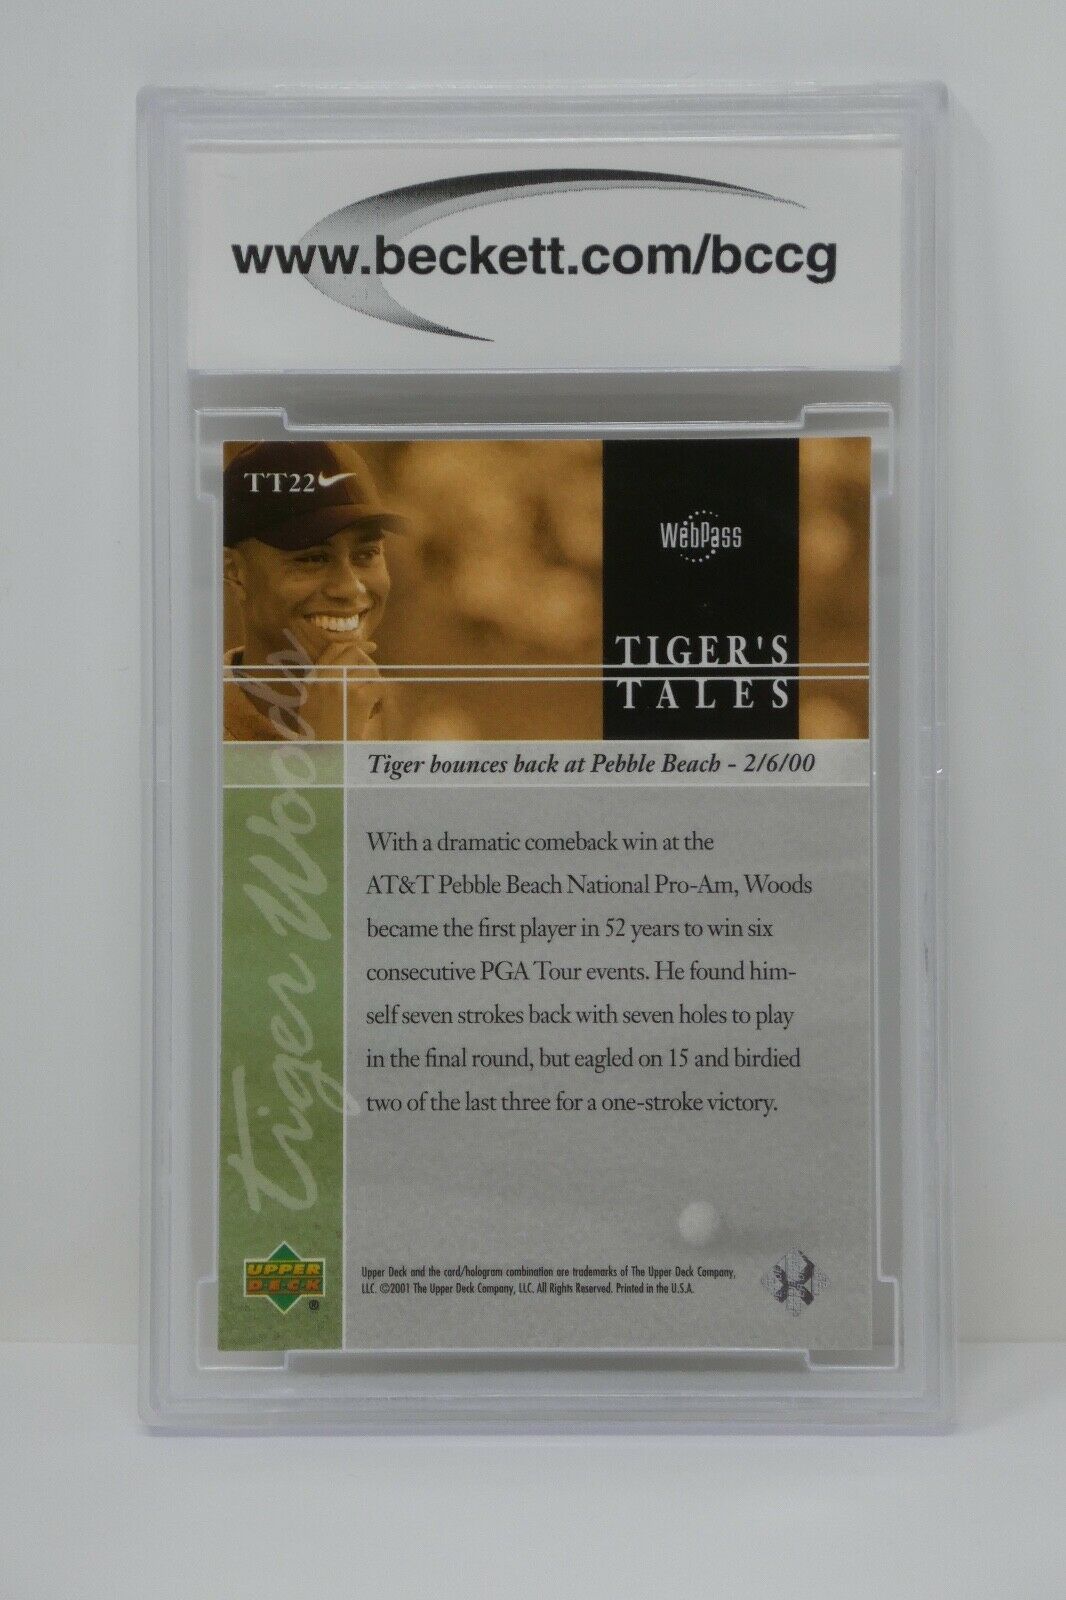 www.beckett.com/bccg
TT22
WebPass
TIGER'S
TALES
Tiger Woods
Tiger bounces back at Pebble Beach - 2/6/00
With a dramatic comeback win at the
AT&T Pebble Beach National Pro-Am, Woods
became the first player in 52 years to win six
consecutive PGA Tour events. He found him-
self seven strokes back with seven holes to play
in the final round, but eagled on 15 and birdied
two of the last three for a one-stroke victory.
UPPER
DECK
®
Upper Deck and the card/hologram combination are trademarks of The Upper Deck Company,
LLC. ©2001 The Upper Deck Company, LLC. All Rights Reserved. Printed in the U.S.A.